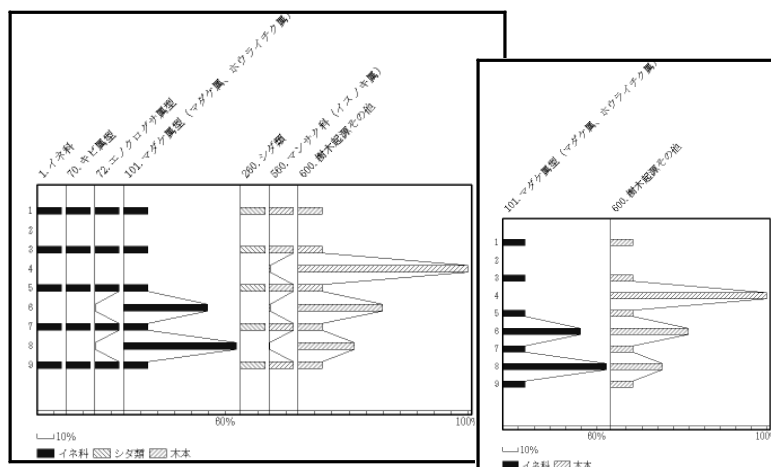 1. イネ科
70. キビ属型
72. エノコログサ属型
101. マダケ属型（マダケ属、ホウライチク属）
260. シダ類
560. マンサク科（イスノキ属）
600. 樹木起源その他
1
2
3
4
5
6
7
8
9
60%
100%
10%
イネ科 シダ類 木本
101. マダケ属型（マダケ属、ホウライチク属）
600. 樹木起源その他
1
2
3
4
5
6
7
8
9
60%
100%
10%
イネ科 木本